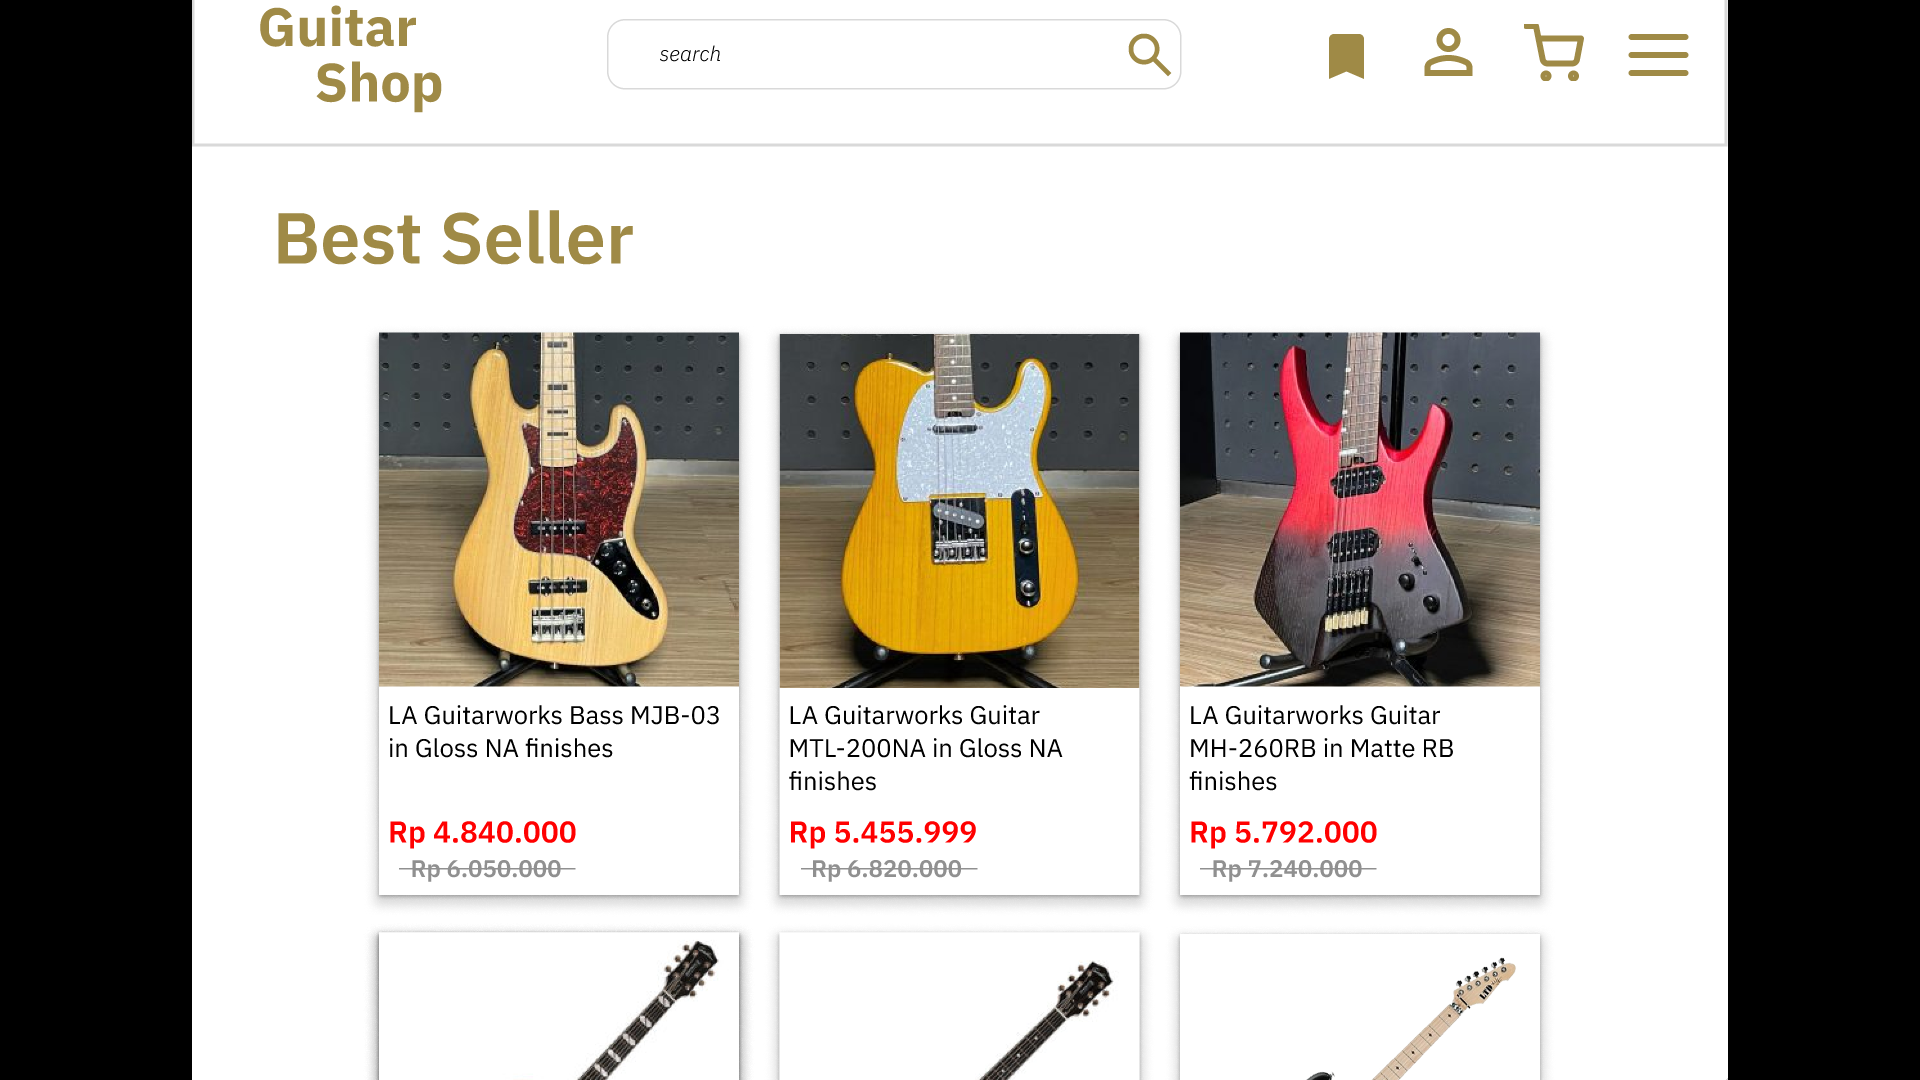 Guitar
Shop
search
Best Seller
LA Guitarworks Bass MJB-03
in Gloss NA finishes
Rp 4.840.000
Rp 6.050.000
LA Guitarworks Guitar
MTL-200NA in Gloss NA
finishes
Rp 5.455.999
Rp 6.820.000
LA Guitarworks Guitar
MH-260RB in Matte RB
finishes
Rp 5.792.000
Rp 7.240.000
LTD